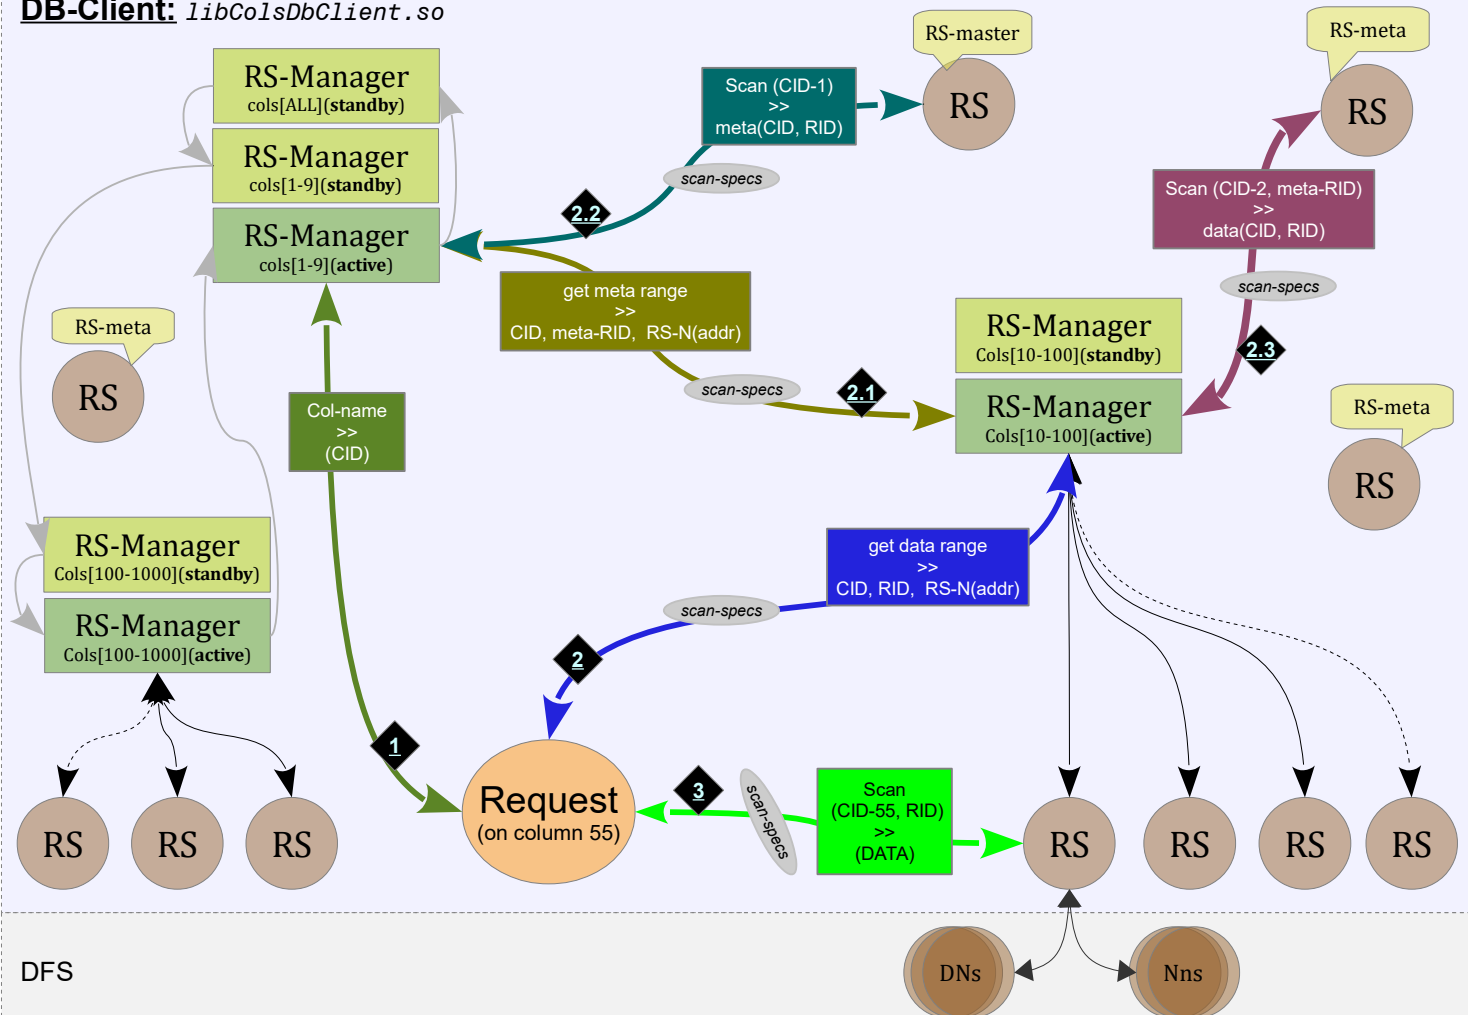 DB-Client: libColsDbClient.so
RS-Manager
cols[ALL](standby)
RS-Manager
cols[1-9](standby)
RS-Manager
cols[1-9](active)
Scan (CID-1)
>>
meta(CID, RID)
scan-specs
2.2
RS-master
RS
RS-meta
RS
Scan (CID-2, meta-RID)
>>
data(CID, RID)
scan-specs
2.3
get meta range
>>
CID, meta-RID, RS-N(addr)
scan-specs
2.1
RS-Manager
Cols[10-100](standby)
RS-Manager
Cols[10-100](active)
RS-meta
RS
RS-meta
RS
Col-name
>>
(CID)
1
RS-Manager
Cols[100-1000](standby)
RS-Manager
Cols[100-1000](active)
get data range
>>
CID, RID, RS-N(addr)
scan-specs
2
Request
(on column 55)
3
scan-specs
Scan
(CID-55, RID)
>>
(DATA)
RS
RS
RS
RS
RS
RS
RS
DFS
DNs
Nns